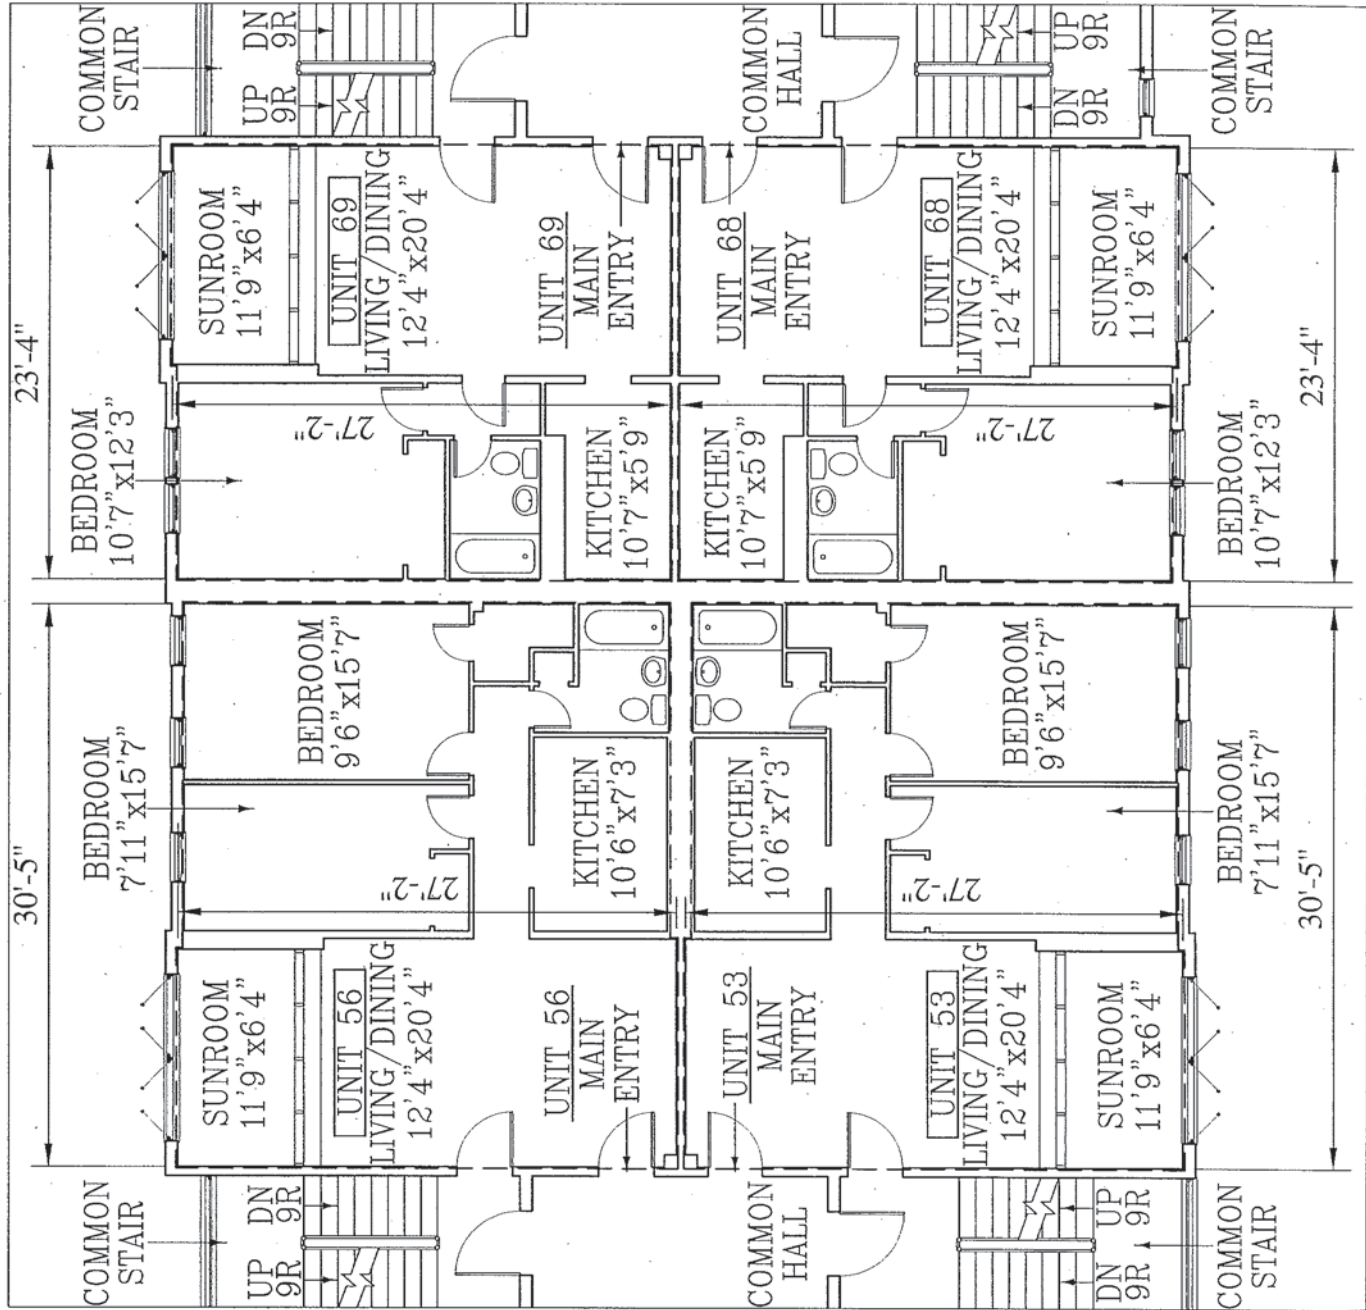 COMMON
STAIR
UP
9R
DN
9R
COMMON
HALL
DN
9R
UP
9R
COMMON
STAIR
23'-4"
SUNROOM
11'9"x6'4"
UNIT 69
LIVING/DINING
12'4"x20'4"
UNIT 69
MAIN
ENTRY
UNIT 68
MAIN
ENTRY
UNIT 68
LIVING/DINING
12'4"x20'4"
SUNROOM
11'9"x6'4"
23'-4"
BEDROOM
10'7"x12'3"
27'-2"
KITCHEN
10'7"x5'9"
KITCHEN
10'7"x5'9"
27'-2"
BEDROOM
10'7"x12'3"
30'-5"
BEDROOM
7'11"x15'7"
BEDROOM
9'6"x15'7"
27'-2"
KITCHEN
10'6"x7'3"
KITCHEN
10'6"x7'3"
27'-2"
BEDROOM
9'6"x15'7"
BEDROOM
7'11"x15'7"
30'-5"
SUNROOM
11'9"x6'4"
UNIT 56
LIVING/DINING
12'4"x20'4"
UNIT 56
MAIN
ENTRY
UNIT 53
MAIN
ENTRY
UNIT 53
LIVING/DINING
12'4"x20'4"
SUNROOM
11'9"x6'4"
COMMON
STAIR
UP
9R
DN
9R
COMMON
HALL
DN
9R
UP
9R
COMMON
STAIR